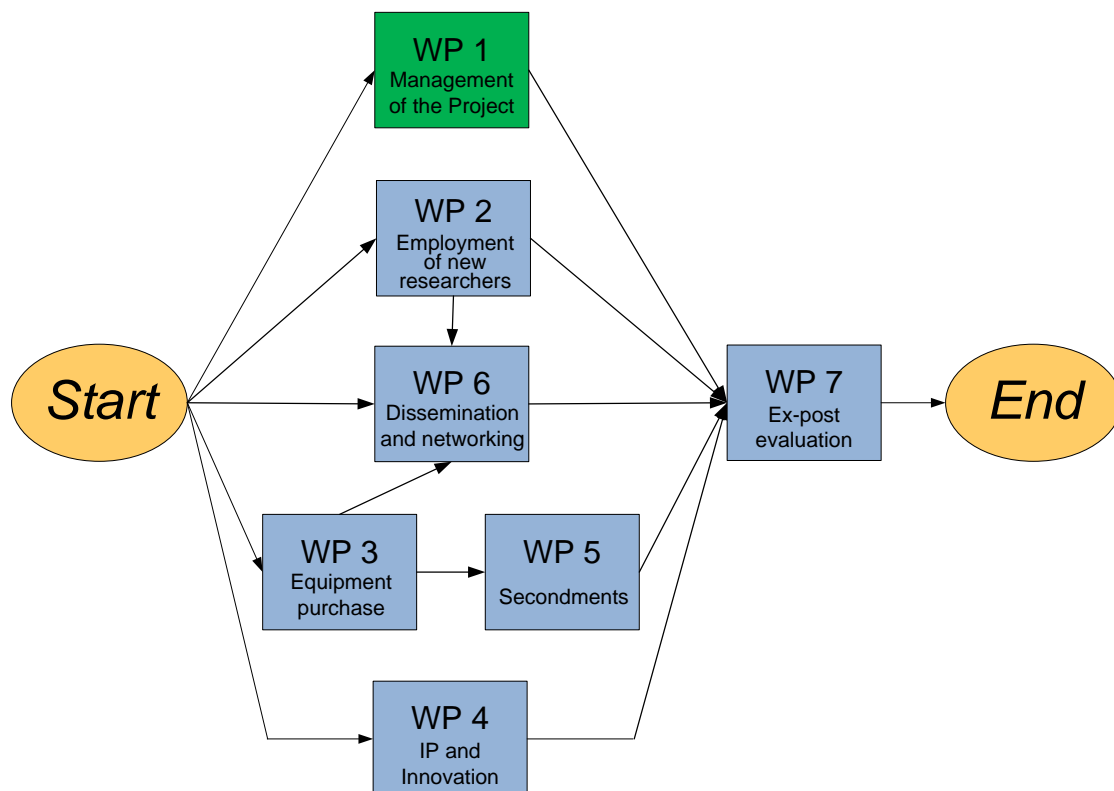 WP 1
Management
of the Project
WP 2
Employment
of new
researchers
Start
WP 6
Dissemination
and networking
WP 7
Ex-post
evaluation
End
WP 3
Equipment
purchase
WP 5
Secondments
WP 4
IP and
Innovation